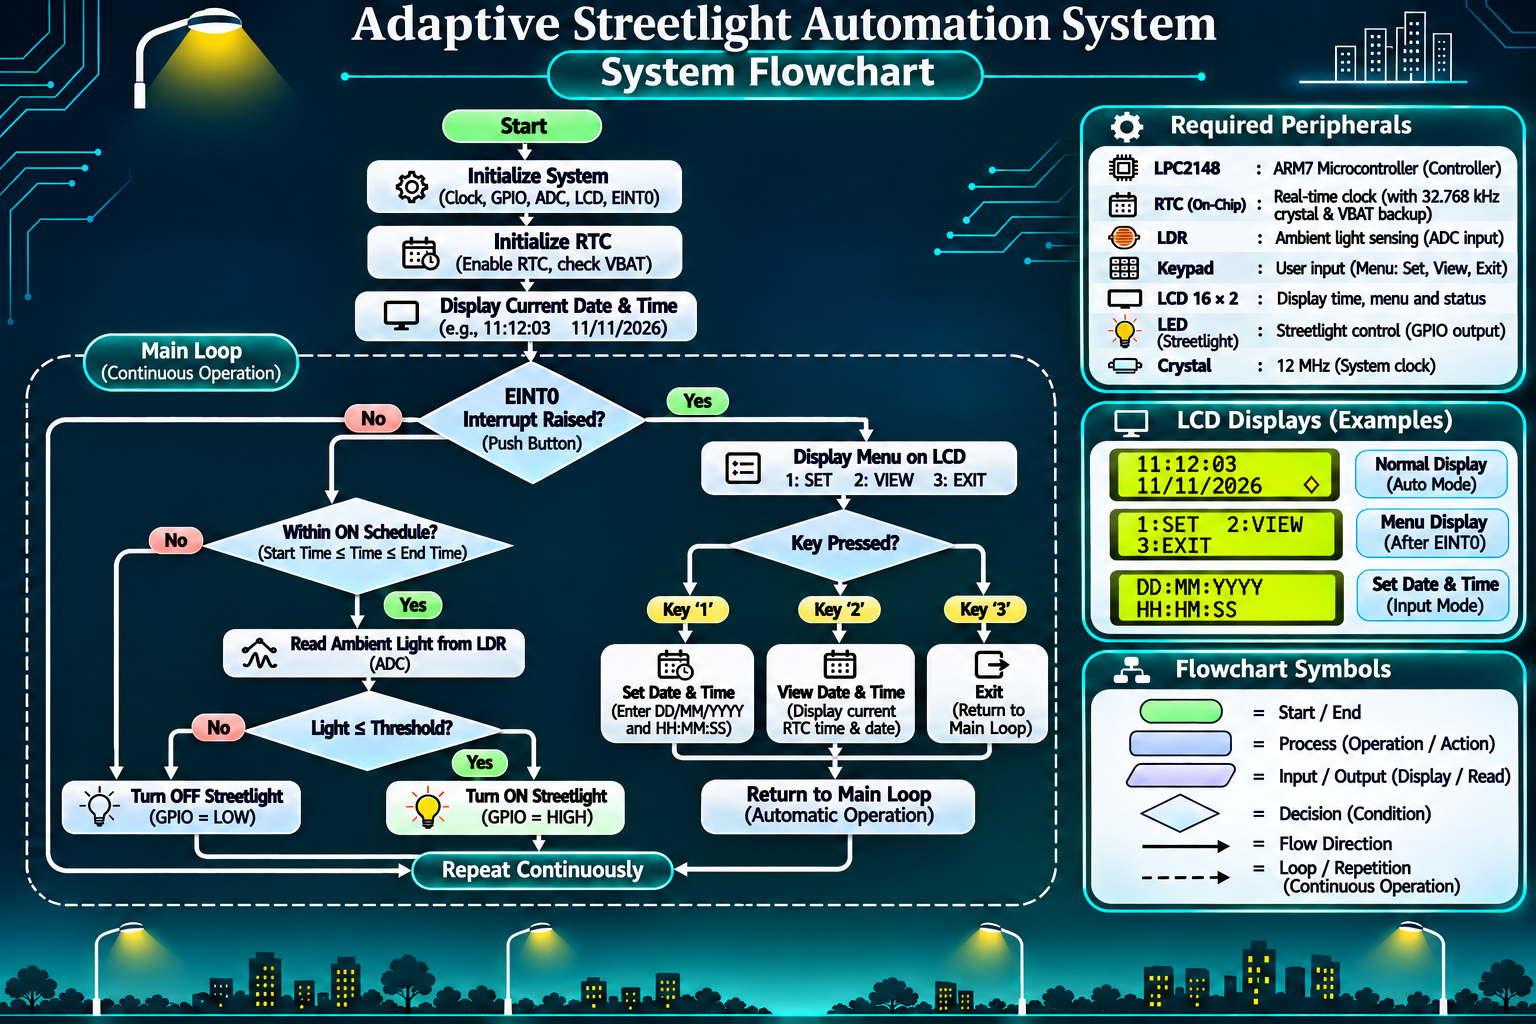 Adaptive Streetlight Automation System
System Flowchart
Start
Initialize System
(Clock, GPIO, ADC, LCD, EINT0)
Initialize RTC
(Enable RTC, check VBAT)
Display Current Date & Time
(e.g., 11:12:03 11/11/2026)
Main Loop
(Continuous Operation)
EINT0
Interrupt Raised?
(Push Button)
No
Yes
Display Menu on LCD
1: SET 2: VIEW 3: EXIT
Within ON Schedule?
(Start Time ≤ Time ≤ End Time)
No
Yes
Key Pressed?
Key ‘1’
Key ‘2’
Key ‘3’
Read Ambient Light from LDR
(ADC)
Set Date & Time
(Enter DD/MM/YYYY
and HH:MM:SS)
View Date & Time
(Display current
RTC time & date)
Exit
(Return to
Main Loop)
Light ≤ Threshold?
No
Yes
Turn OFF Streetlight
(GPIO = LOW)
Turn ON Streetlight
(GPIO = HIGH)
Return to Main Loop
(Automatic Operation)
Repeat Continuously
Required Peripherals
LPC2148 : ARM7 Microcontroller (Controller)
RTC (On-Chip) : Real-time clock (with 32.768 kHz
crystal & VBAT backup)
LDR : Ambient light sensing (ADC input)
Keypad : User input (Menu: Set, View, Exit)
LCD 16 × 2 : Display time, menu and status
LED
(Streetlight) : Streetlight control (GPIO output)
Crystal : 12 MHz (System clock)
LCD Displays (Examples)
11:12:03
11/11/2026 ◇
Normal Display
(Auto Mode)
1:SET 2:VIEW
3:EXIT
Menu Display
(After EINT0)
DD:MM:YYYY
HH:HM:SS
Set Date & Time
(Input Mode)
Flowchart Symbols
= Start / End
= Process (Operation / Action)
= Input / Output (Display / Read)
= Decision (Condition)
= Flow Direction
= Loop / Repetition
(Continuous Operation)